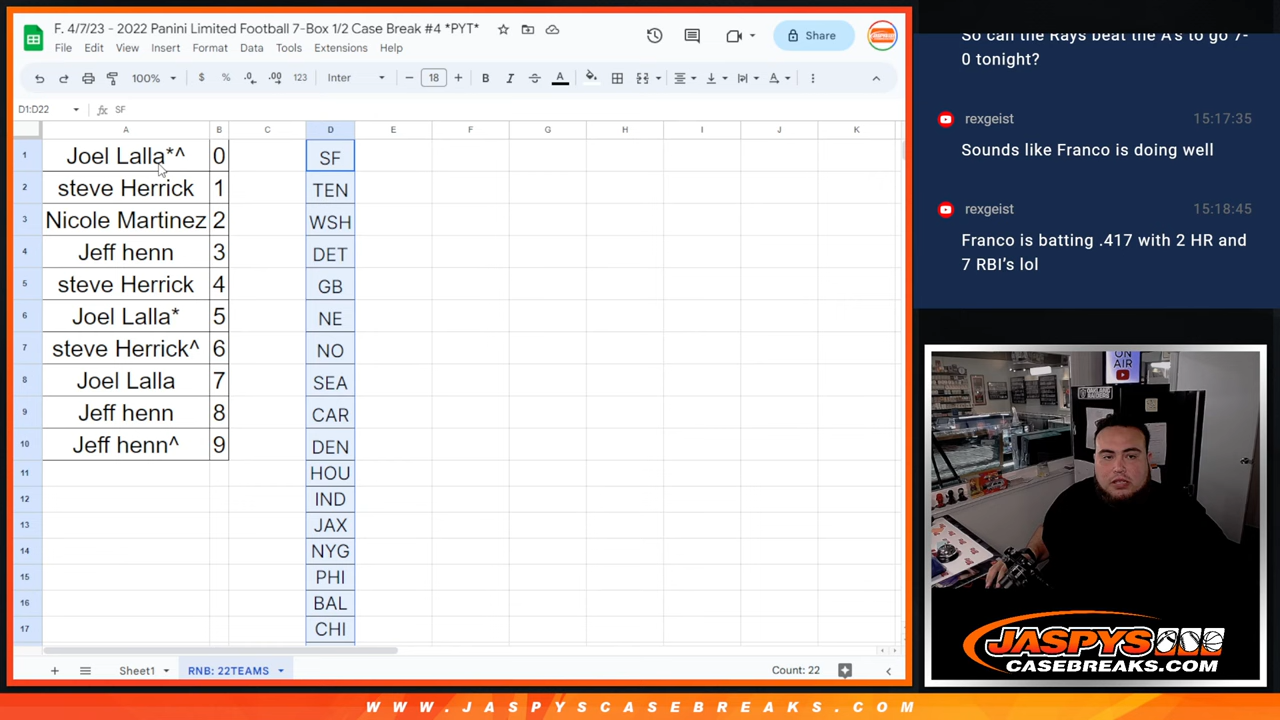 F. 4/7/23 - 2022 Panini Limited Football 7-Box 1/2 Case Break #4 *PYT*
File Edit View Insert Format Data Tools Extensions Help
Share
100% $ % .0 .00 123 Inter 18 B I A
D1:D22 fx SF
A B C D E F G H I J K
1 Joel Lalla*^ 0 SF
2 steve Herrick 1 TEN
3 Nicole Martinez 2 WSH
4 Jeff henn 3 DET
5 steve Herrick 4 GB
6 Joel Lalla* 5 NE
7 steve Herrick^ 6 NO
8 Joel Lalla 7 SEA
9 Jeff henn 8 CAR
10 Jeff henn^ 9 DEN
11 HOU
12 IND
13 JAX
14 NYG
15 PHI
16 BAL
17 CHI
Sheet1 RNB: 22TEAMS Count: 22
So can the Rays beat the A's to go 7-
0 tonight?
rexgeist 15:17:35
Sounds like Franco is doing well
rexgeist 15:18:45
Franco is batting .417 with 2 HR and
7 RBI's lol
ON
AIR
JASPYS
CASEBREAKS.COM
WWW.JASPYSCASEBREAKS.COM